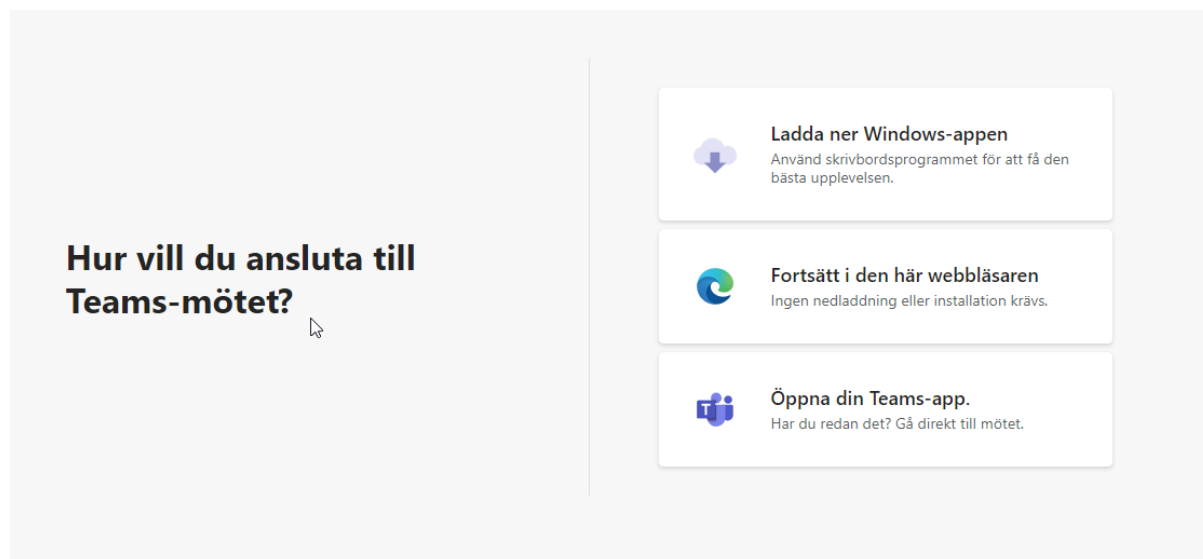 Hur vill du ansluta till
Teams-mötet?
Ladda ner Windows-appen
Använd skrivbordsprogrammet för att få den
bästa upplevelsen.
Fortsätt i den här webbläsaren
Ingen nedladdning eller installation krävs.
T
Öppna din Teams-app.
Har du redan det? Gå direkt till mötet.